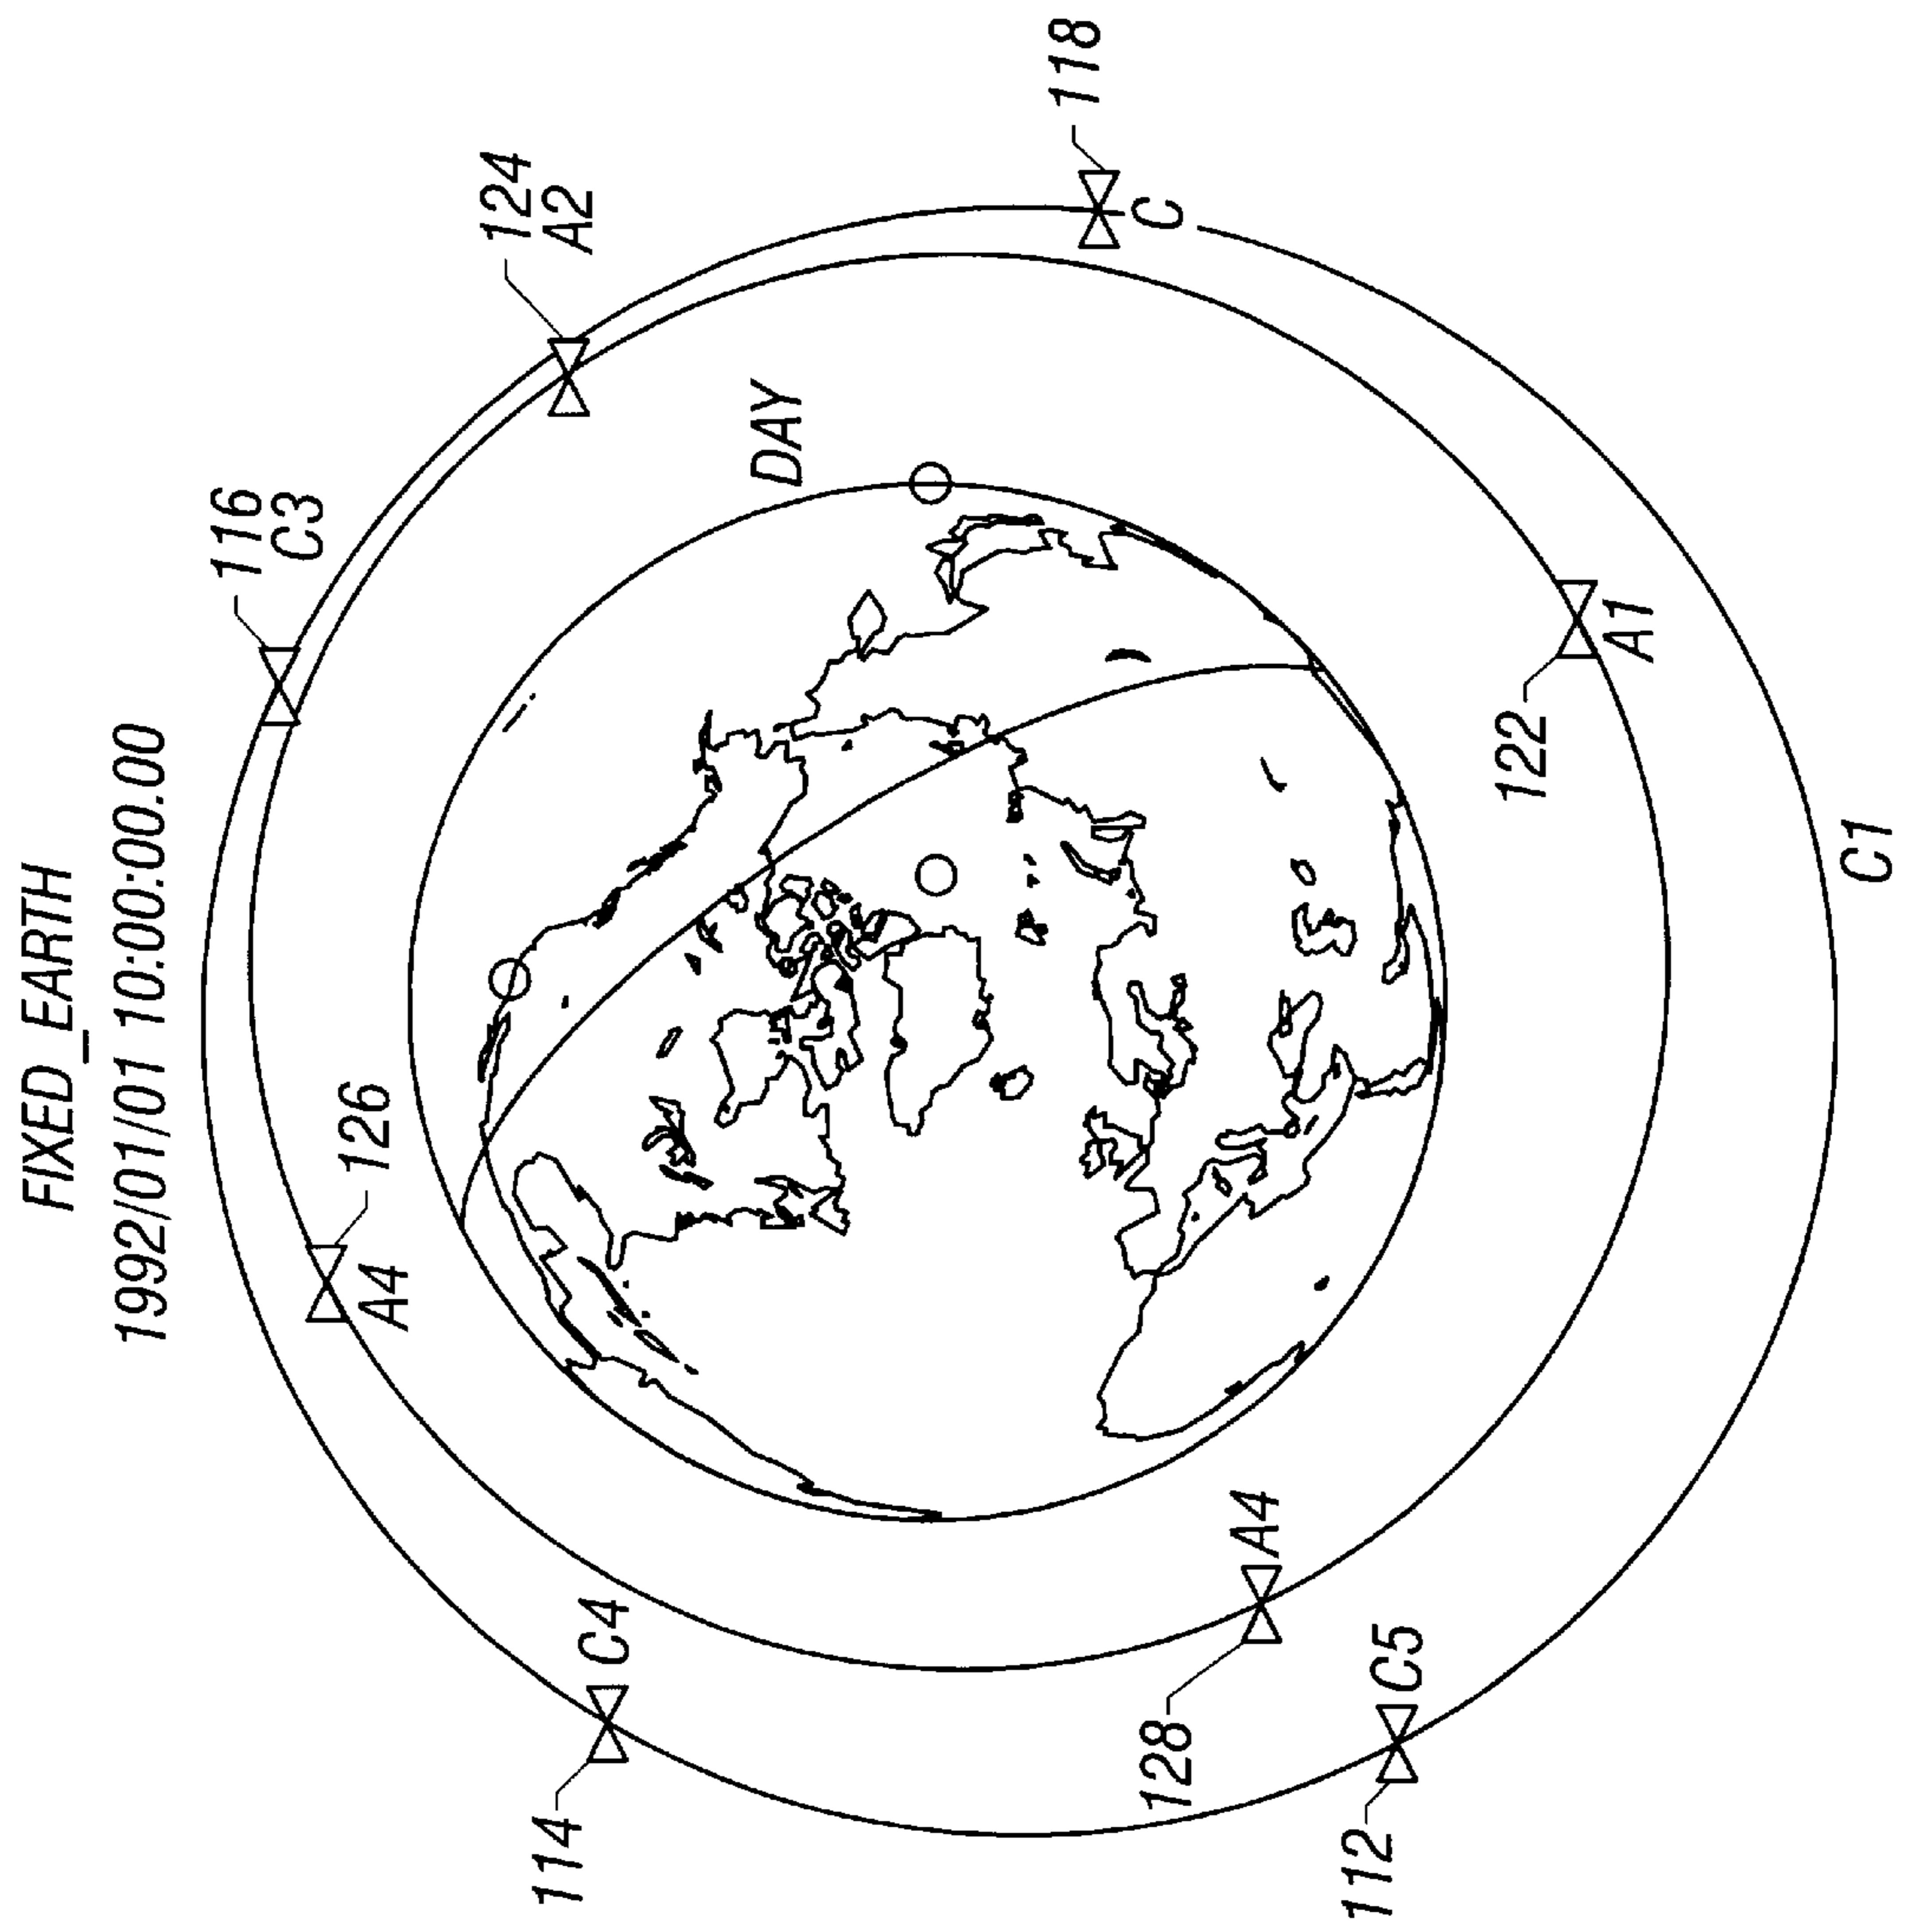 FIXED_EARTH
1992/01/01 10:00:00.00
116
C3
124
A2
118
C
DAY
126
A4
122
A1
C1
114
C4
128
A4
112
C5